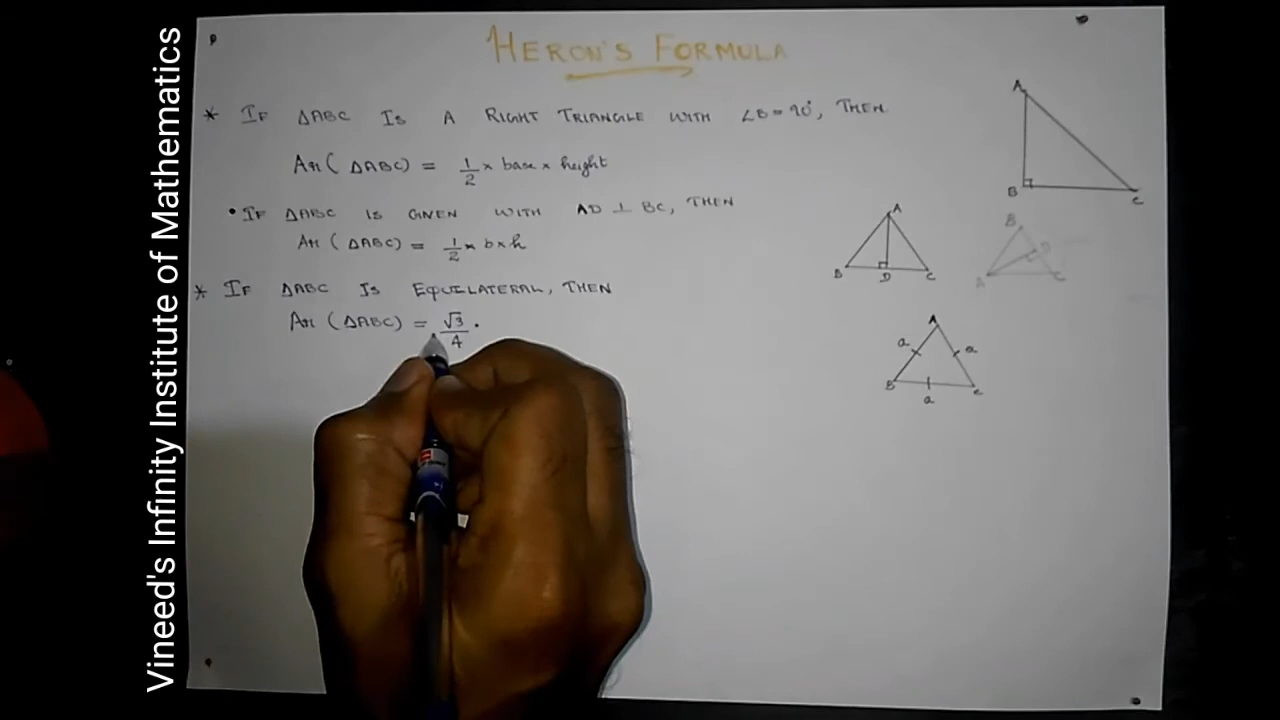 Vineed's Infinity Institute of Mathematics
HERON'S FORMULA
* IF ΔABC IS A RIGHT TRIANGLE WITH ∠B = 90°, THEN
Ar ( ΔABC) = 1/2 × base × height
• IF ΔABC IS GIVEN WITH AD ⊥ BC, THEN
Ar ( ΔABC) = 1/2 × b × h
* IF ΔABC IS EQUILATERAL, THEN
Ar ( ΔABC) = √3/4 .
A
B
C
A
B
D
C
B
D
A
C
A
a
a
B
C
a